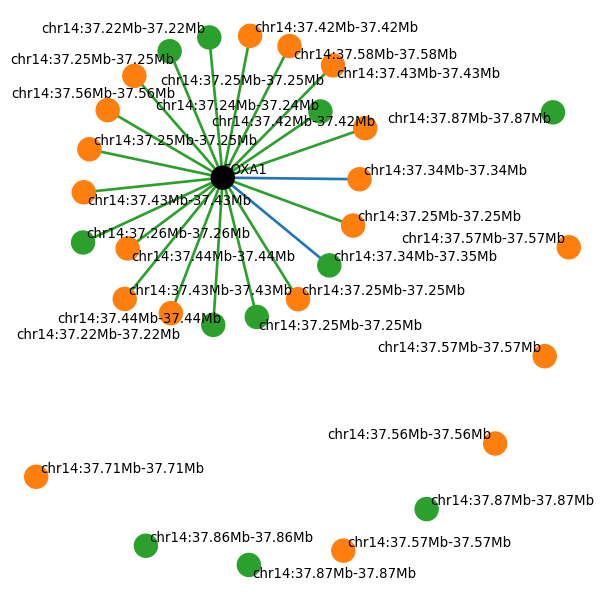 chr14:37.22Mb-37.22Mb
chr14:37.42Mb-37.42Mb
chr14:37.58Mb-37.58Mb
chr14:37.25Mb-37.25Mb
chr14:37.43Mb-37.43Mb
chr14:37.25Mb-37.25Mb
chr14:37.56Mb-37.56Mb
chr14:37.24Mb-37.24Mb
chr14:37.87Mb-37.87Mb
chr14:37.42Mb-37.42Mb
chr14:37.25Mb-37.25Mb
FOXA1
chr14:37.34Mb-37.34Mb
chr14:37.43Mb-37.43Mb
chr14:37.25Mb-37.25Mb
chr14:37.26Mb-37.26Mb
chr14:37.57Mb-37.57Mb
chr14:37.44Mb-37.44Mb
chr14:37.34Mb-37.35Mb
chr14:37.43Mb-37.43Mb
chr14:37.25Mb-37.25Mb
chr14:37.44Mb-37.44Mb
chr14:37.25Mb-37.25Mb
chr14:37.22Mb-37.22Mb
chr14:37.57Mb-37.57Mb
chr14:37.56Mb-37.56Mb
chr14:37.71Mb-37.71Mb
chr14:37.87Mb-37.87Mb
chr14:37.86Mb-37.86Mb
chr14:37.57Mb-37.57Mb
chr14:37.87Mb-37.87Mb